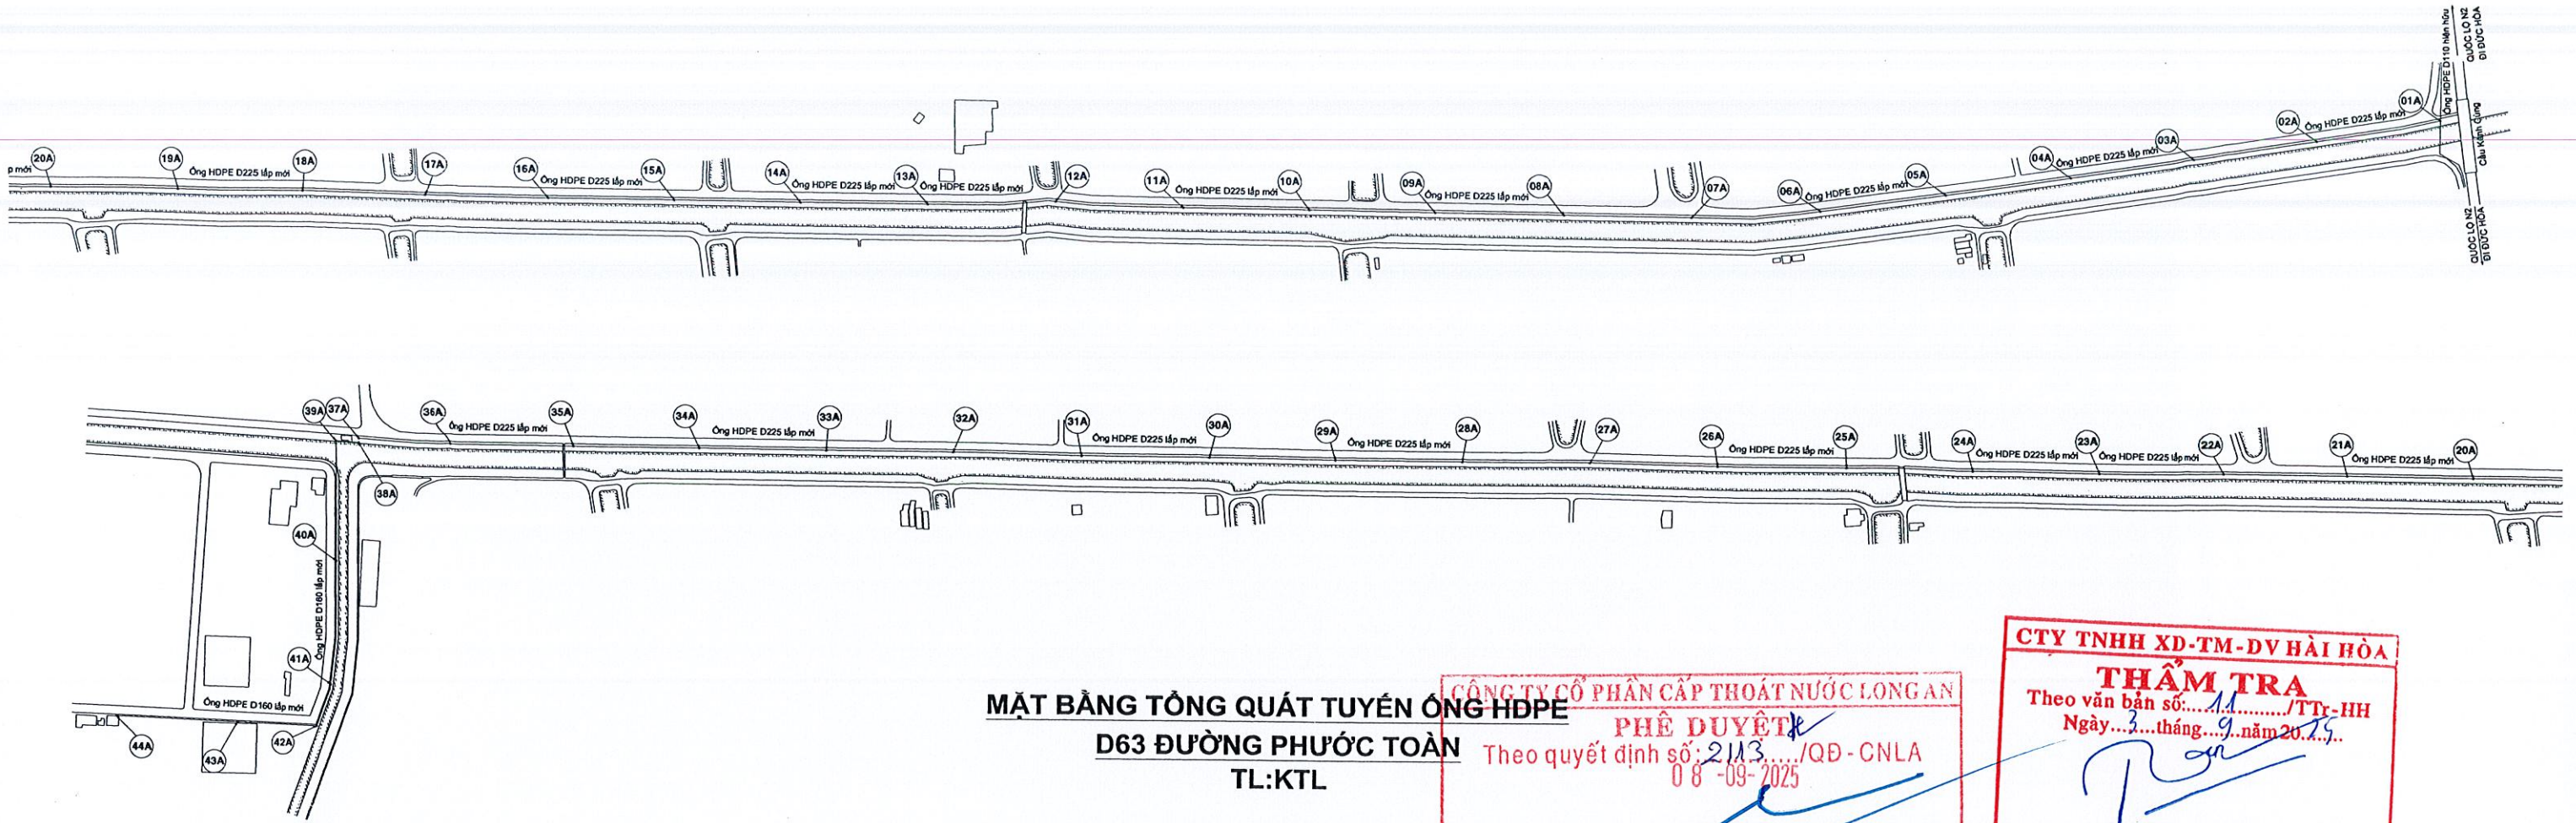 Ống HDPE D110 hiện hữu
QUỐC LỘ N2
ĐI ĐỨC HÒA
01A
Cầu Kênh
02A
Ống HDPE D225 lắp mới
03A
04A
Ống HDPE D225 lắp mới
05A
06A
Ống HDPE D225 lắp mới
07A
08A
Ống HDPE D225 lắp mới
09A
10A
Ống HDPE D225 lắp mới
11A
12A
Ống HDPE D225 lắp mới
13A
Ống HDPE D225 lắp mới
14A
15A
Ống HDPE D225 lắp mới
16A
17A
18A
Ống HDPE D225 lắp mới
19A
20A
p mới
QUỐC LỘ N2
ĐI ĐỨC HÒA
39A
37A
36A
Ống HDPE D225 lắp mới
35A
34A
Ống HDPE D225 lắp mới
33A
32A
31A
Ống HDPE D225 lắp mới
30A
29A
Ống HDPE D225 lắp mới
28A
27A
26A
Ống HDPE D225 lắp mới
25A
24A
Ống HDPE D225 lắp mới
23A
Ống HDPE D225 lắp mới
22A
21A
Ống HDPE D225 lắp mới
20A
38A
40A
Ống HDPE D160 lắp mới
41A
Ống HDPE D160 lắp mới
42A
43A
44A
MẶT BẰNG TỔNG QUÁT TUYẾN ỐNG HDPE
D63 ĐƯỜNG PHƯỚC TOÀN
TL:KTL
CÔNG TY CỔ PHẦN CẤP THOÁT NƯỚC LONG AN
PHÊ DUYỆT
Theo quyết định số: 2113...../QĐ - CNLA
08 -09- 2025
CTY TNHH XD-TM-DV HÀI HÒA
THẨM TRA
Theo văn bản số:....11........./TTr-HH
Ngày...3....tháng...9...năm 2025..